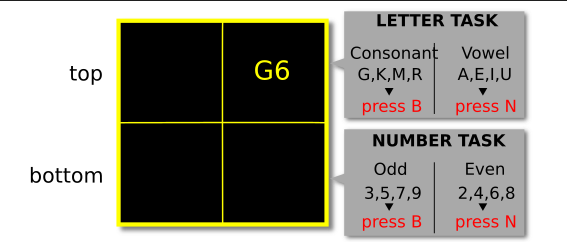 top
bottom
G6
LETTER TASK
Consonant Vowel
G,K,M,R A,E,I,U
press B press N
NUMBER TASK
Odd Even
3,5,7,9 2,4,6,8
press B press N